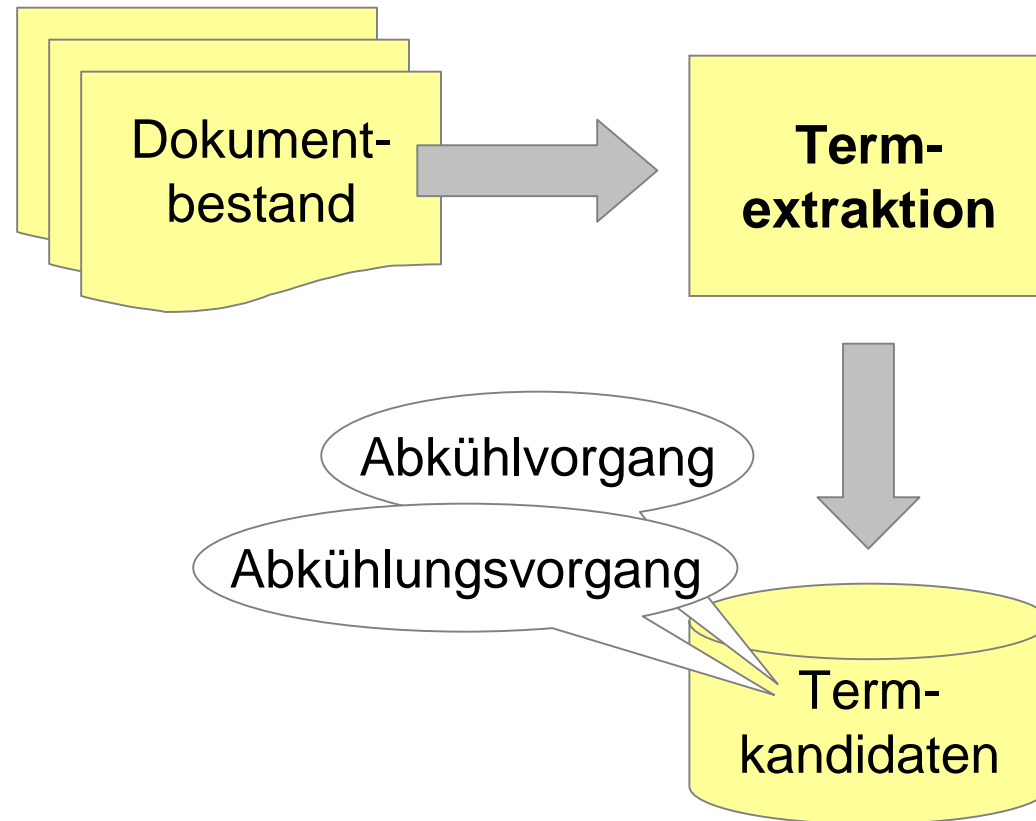 Dokument-
bestand
Term-
extraktion
Abkühlvorgang
Abkühlungsvorgang
Term-
kandidaten